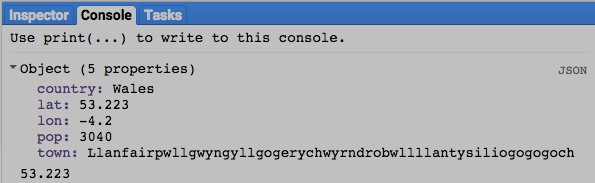 Inspector Console Tasks
Use print(...) to write to this console.
Object (5 properties) JSON
country: Wales
lat: 53.223
lon: -4.2
pop: 3040
town: Llanfairpwllgwyngyllgogerychwyrndrobwllllantysiliogogogoch
53.223